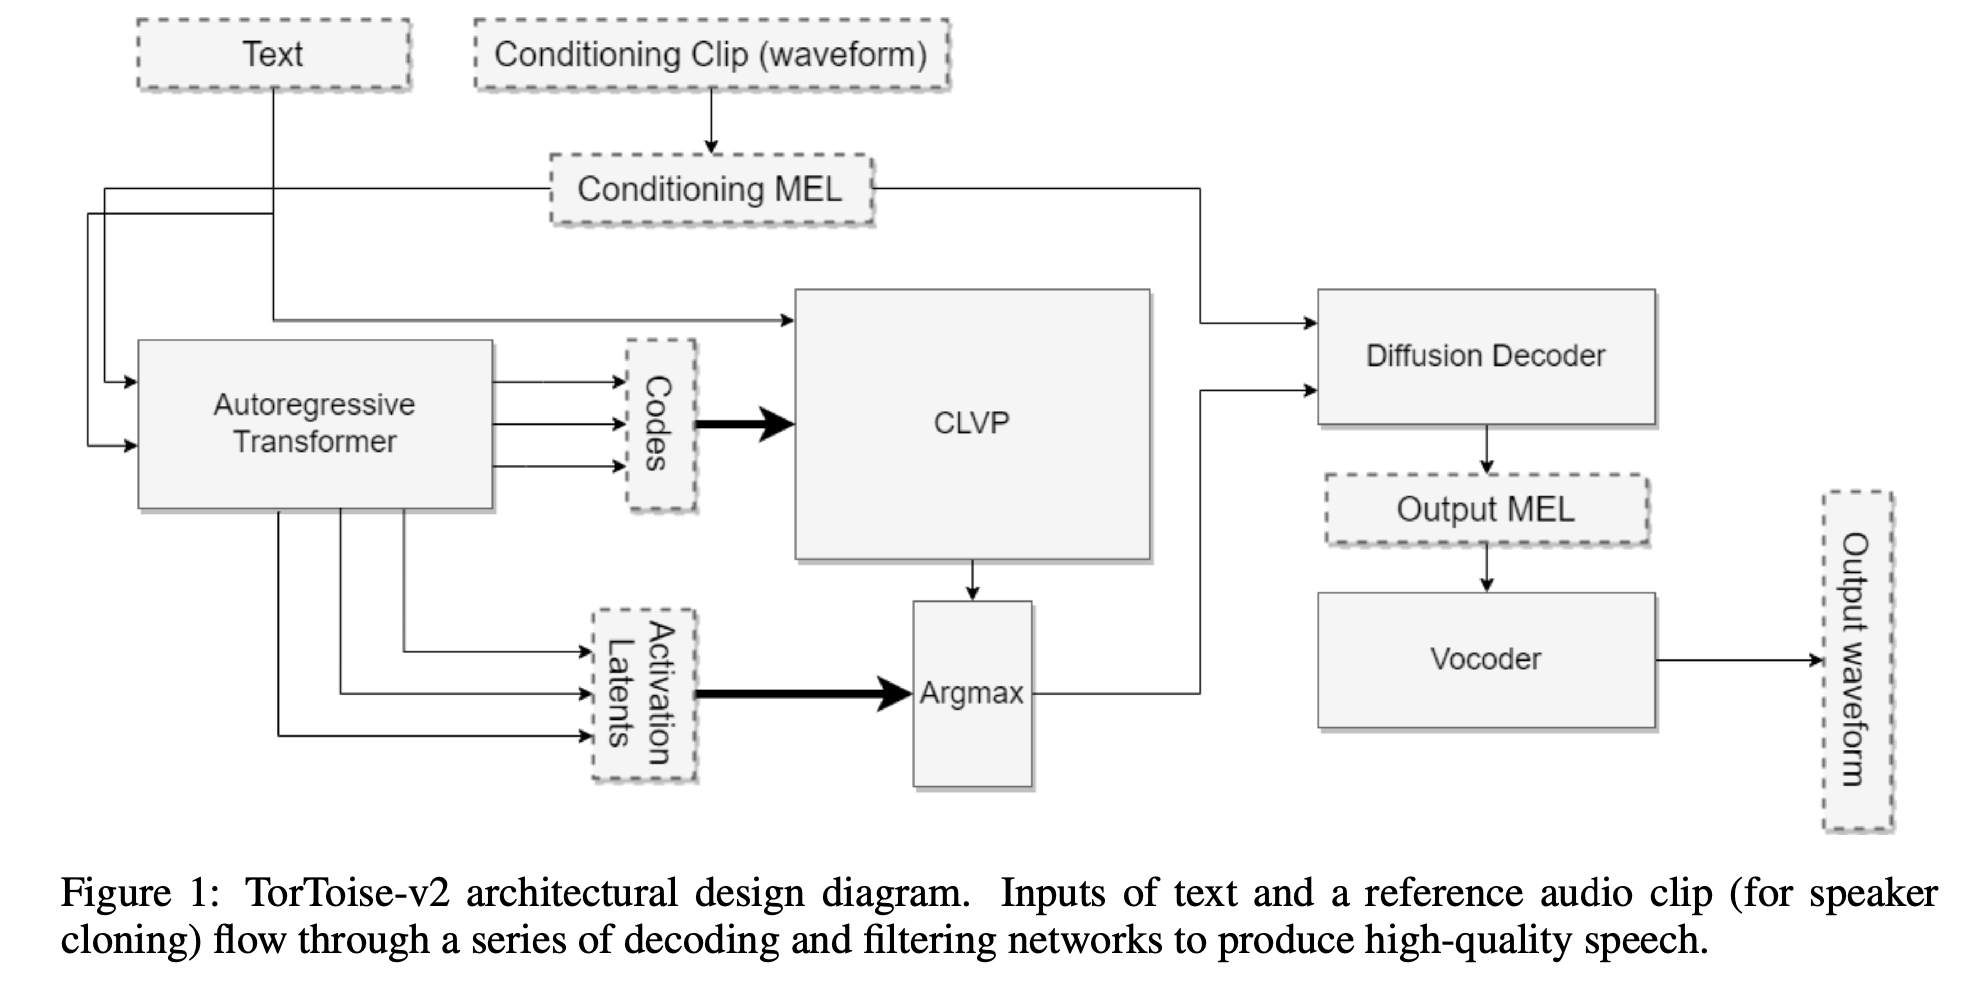 Text
Conditioning Clip (waveform)
Conditioning MEL
Autoregressive
Transformer
Codes
CLVP
Diffusion Decoder
Output MEL
Vocoder
Output waveform
Activation
Latents
Argmax
Figure 1: TorToise-v2 architectural design diagram. Inputs of text and a reference audio clip (for speaker
cloning) flow through a series of decoding and filtering networks to produce high-quality speech.